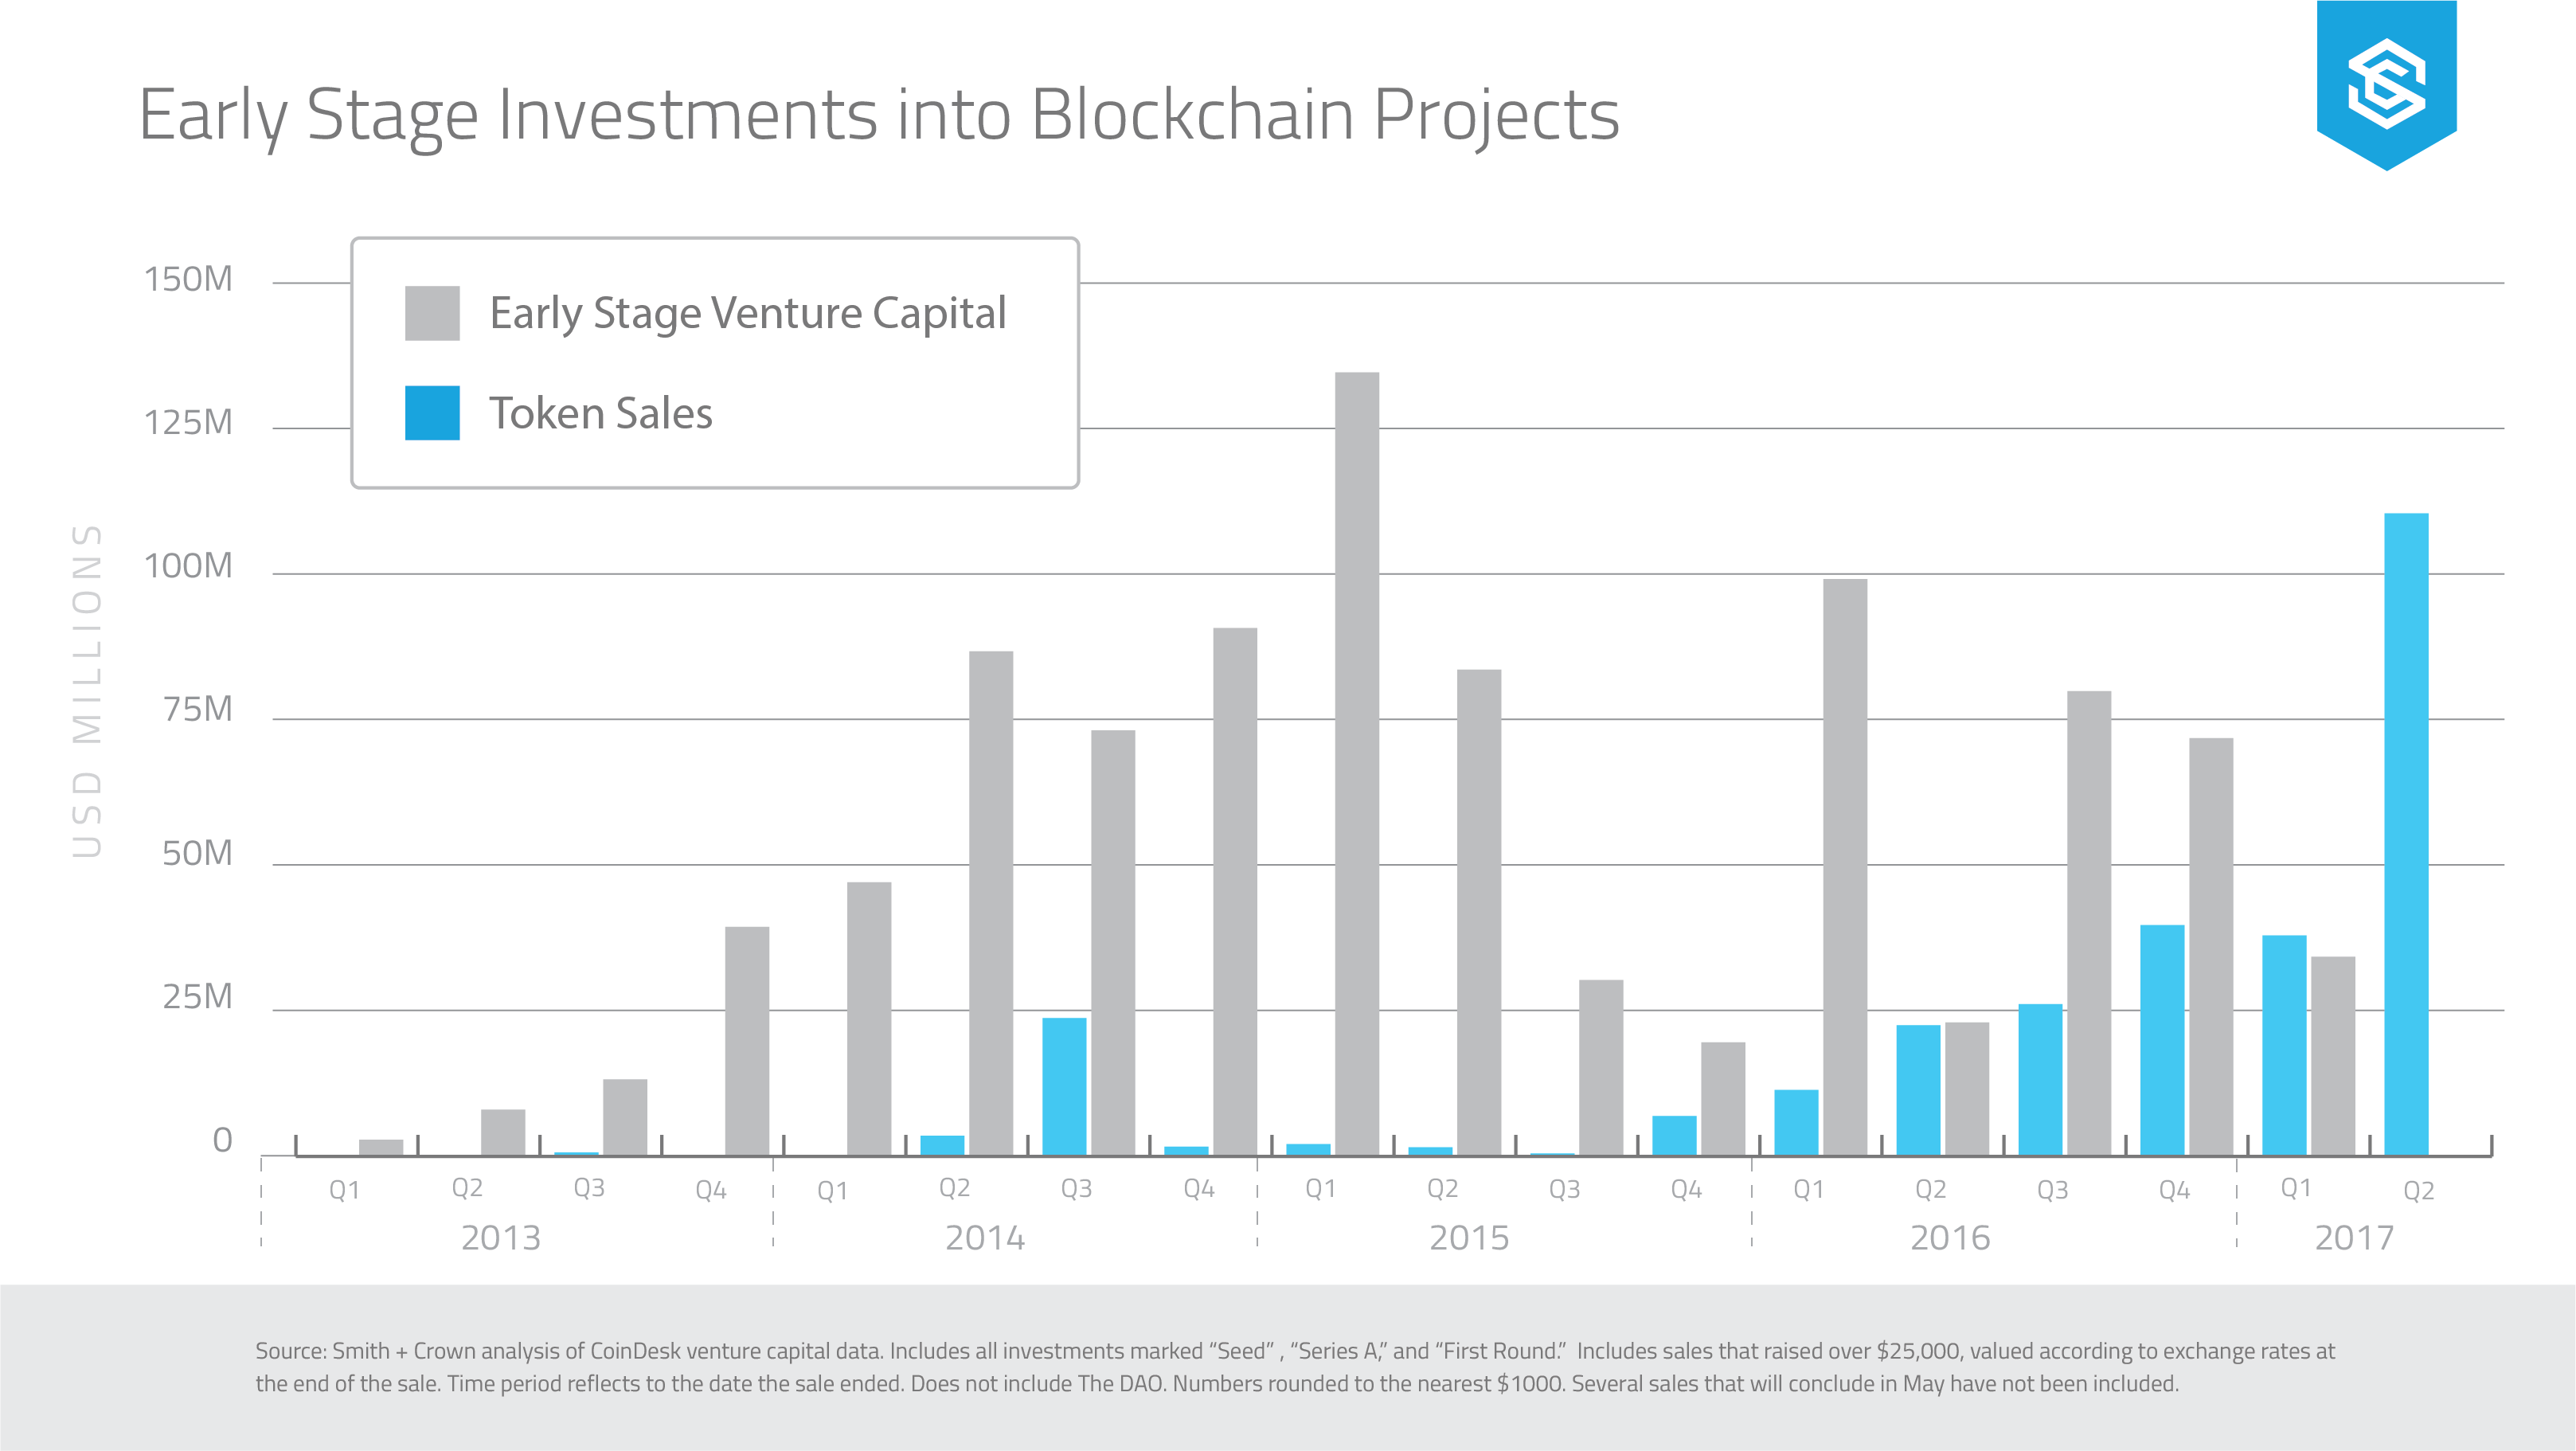 Early Stage Investments into Blockchain Projects
Early Stage Venture Capital
Token Sales
USD MILLIONS
150M
125M
100M
75M
50M
25M
0
Q1 Q2 Q3 Q4 Q1 Q2 Q3 Q4 Q1 Q2 Q3 Q4 Q1 Q2 Q3 Q4 Q1 Q2
2013 2014 2015 2016 2017
Source: Smith + Crown analysis of CoinDesk venture capital data. Includes all investments marked “Seed” , “Series A,” and “First Round.”  Includes sales that raised over $25,000, valued according to exchange rates at
the end of the sale. Time period reflects to the date the sale ended. Does not include The DAO. Numbers rounded to the nearest $1000. Several sales that will conclude in May have not been included.